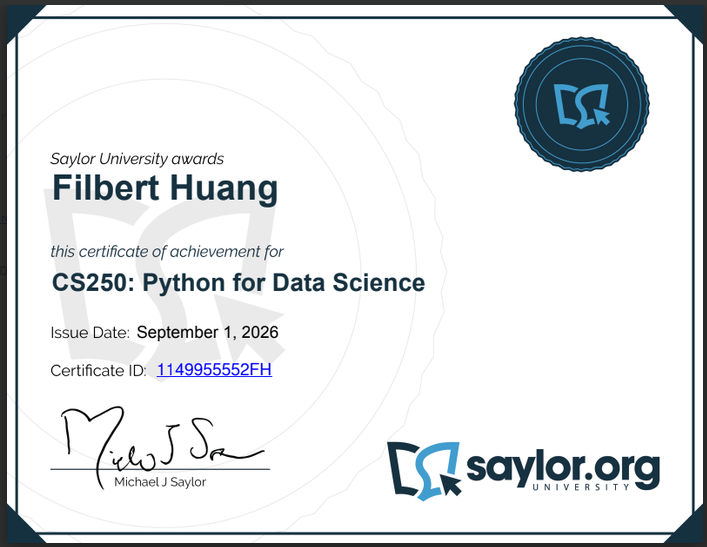 Saylor University awards
Filbert Huang
this certificate of achievement for
CS250: Python for Data Science
Issue Date: September 1, 2026
Certificate ID: 1149955552FH
Michael J Saylor
saylor.org
UNIVERSITY